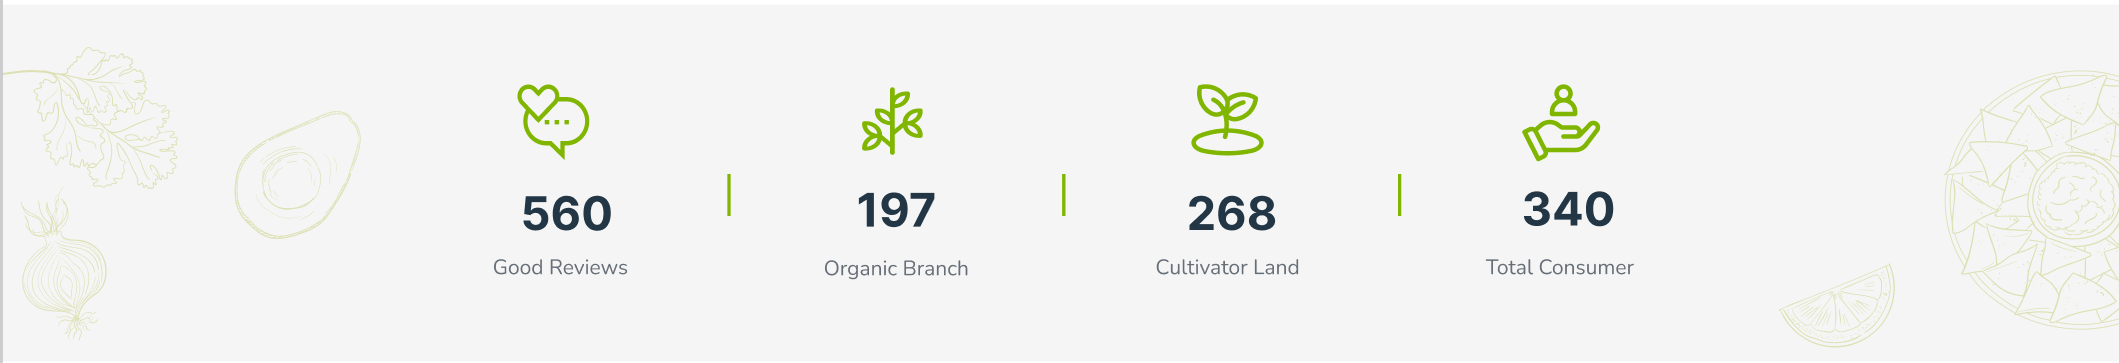 560
197
268
340
Good Reviews
Organic Branch
Cultivator Land
Total Consumer